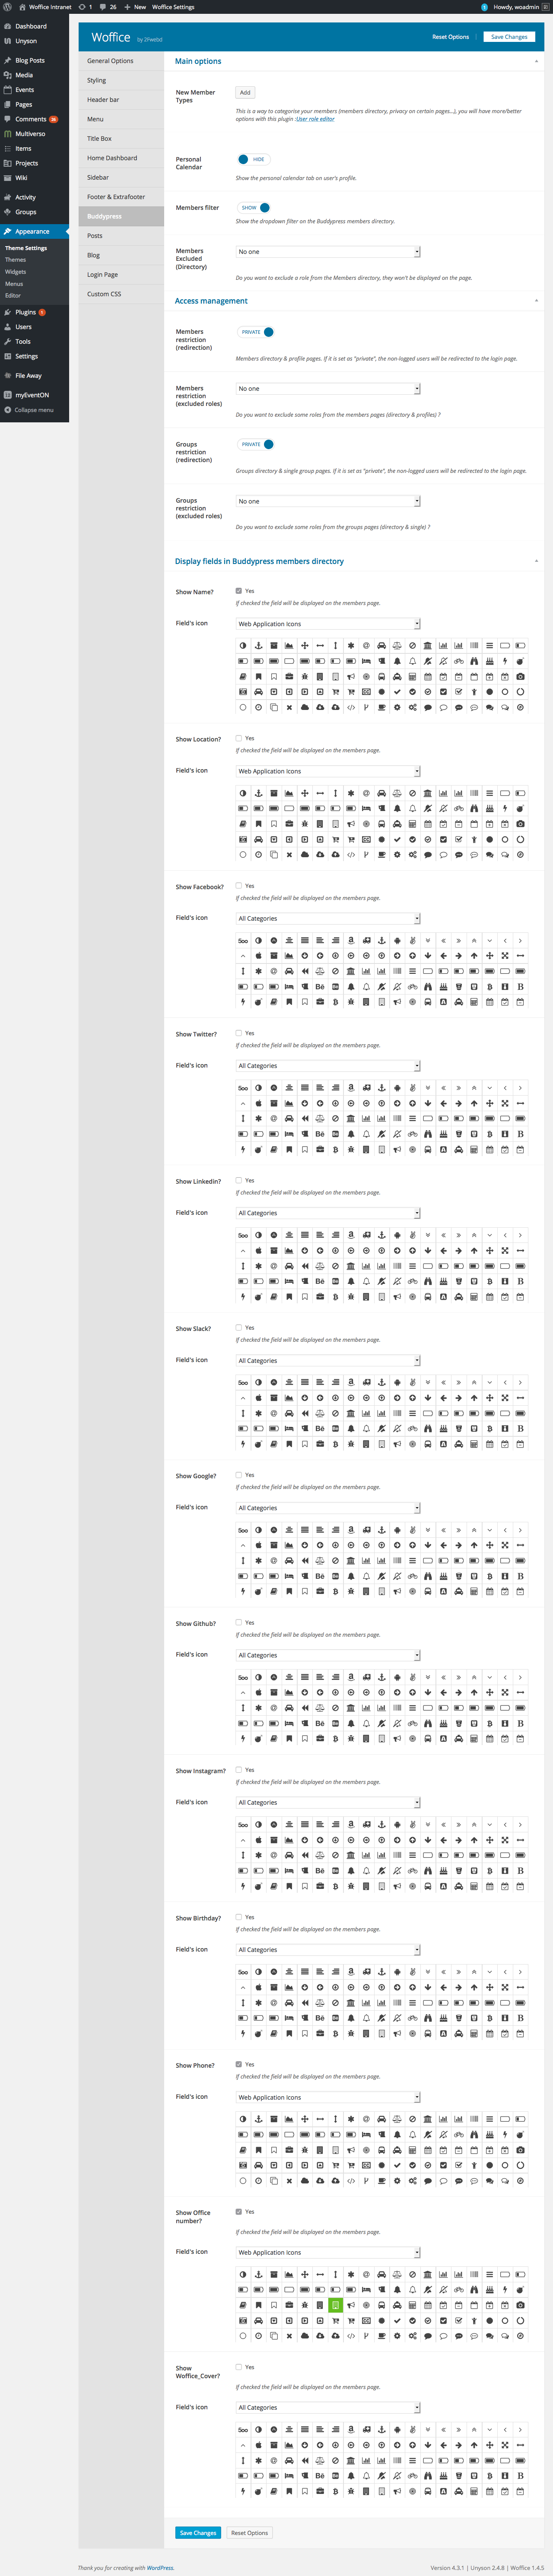 Woffice Intranet 1 26 New Woffice Settings 1 Howdy, woadmin
Dashboard
Unyson
Blog Posts
Media
Events
Pages
Comments
Multiverso
Items
Projects
Wiki
Activity
Groups
Appearance
Theme Settings
Themes
Widgets
Menus
Editor
Plugins 1
Users
Tools
Settings
File Away
myEventON
Collapse menu
Woffice by 2Fwebd Reset Options Save Changes
General Options
Styling
Header bar
Menu
Title Box
Home Dashboard
Sidebar
Footer & Extrafooter
Buddypress
Posts
Blog
Login Page
Custom CSS
Main options
New Member
Types
Add
This is a way to categorise your members (members directory, privacy on certain pages...), you will have more/better
options with this plugin :User role editor
Personal
Calendar
HIDE
Show the personal calendar tab on user's profile.
Members filter
SHOW
Show the dropdown filter on the Buddypress members directory.
Members
Excluded
(Directory)
No one
Do you want to exclude a role from the Members directory, they won't be displayed on the page.
Access management
Members
restriction
(redirection)
PRIVATE
Members directory & profile pages. If it is set as "private", the non-logged users will be redirected to the login page.
Members
restriction
(excluded roles)
No one
Do you want to exclude some roles from the members pages (directory & profiles) ?
Groups
restriction
(redirection)
PRIVATE
Groups directory & single group pages. If it is set as "private", the non-logged users will be redirected to the login page.
Groups
restriction
(excluded roles)
No one
Do you want to exclude some roles from the groups pages (directory & single) ?
Display fields in Buddypress members directory
Show Name?
Yes
If checked the field will be displayed on the members page.
Field's icon
Web Application Icons
Show Location?
Yes
If checked the field will be displayed on the members page.
Field's icon
Web Application Icons
Show Facebook?
Yes
If checked the field will be displayed on the members page.
Field's icon
All Categories
Show Twitter?
Yes
If checked the field will be displayed on the members page.
Field's icon
All Categories
Show Linkedin?
Yes
If checked the field will be displayed on the members page.
Field's icon
All Categories
Show Slack?
Yes
If checked the field will be displayed on the members page.
Field's icon
All Categories
Show Google?
Yes
If checked the field will be displayed on the members page.
Field's icon
All Categories
Show Github?
Yes
If checked the field will be displayed on the members page.
Field's icon
All Categories
Show Instagram?
Yes
If checked the field will be displayed on the members page.
Field's icon
All Categories
Show Birthday?
Yes
If checked the field will be displayed on the members page.
Field's icon
All Categories
Show Phone?
Yes
If checked the field will be displayed on the members page.
Field's icon
Web Application Icons
Show Office
number?
Yes
If checked the field will be displayed on the members page.
Field's icon
Web Application Icons
Show
Woffice_Cover?
Yes
If checked the field will be displayed on the members page.
Field's icon
All Categories
Save Changes Reset Options
Thank you for creating with WordPress. Version 4.3.1 | Unyson 2.4.8 | Woffice 1.4.5